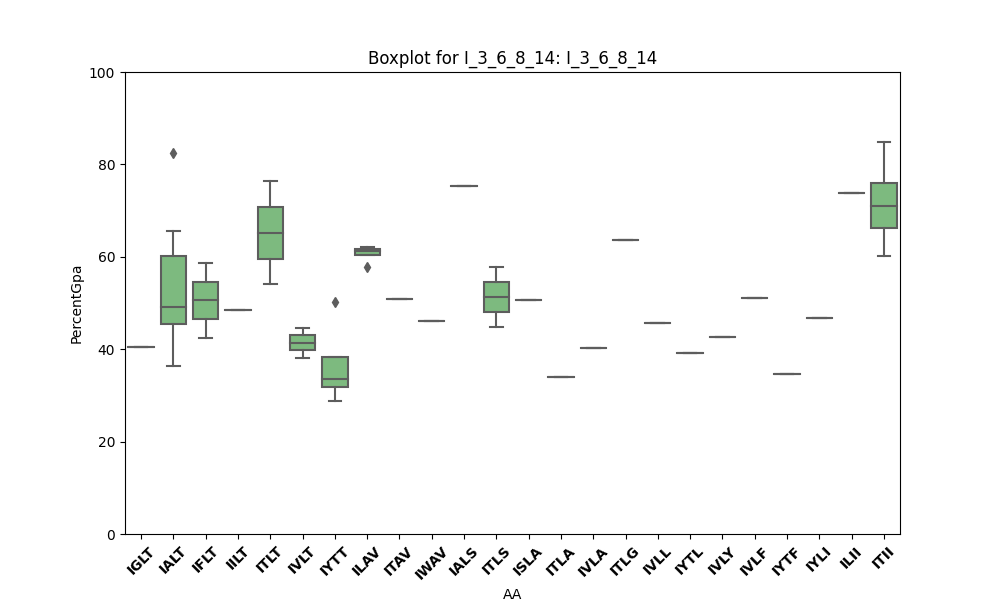 Boxplot for I_3_6_8_14: I_3_6_8_14
100
80
60
40
20
0
PercentGpa
IGLT IALT IFLT IILT ITLT IVLT IYTT ILAV ITAV IWAV IALS ITLS ISLA ITLA IVLA ITLG IVLL IYTL IVLY IVLF IYTF IYLI ILII ITII
AA